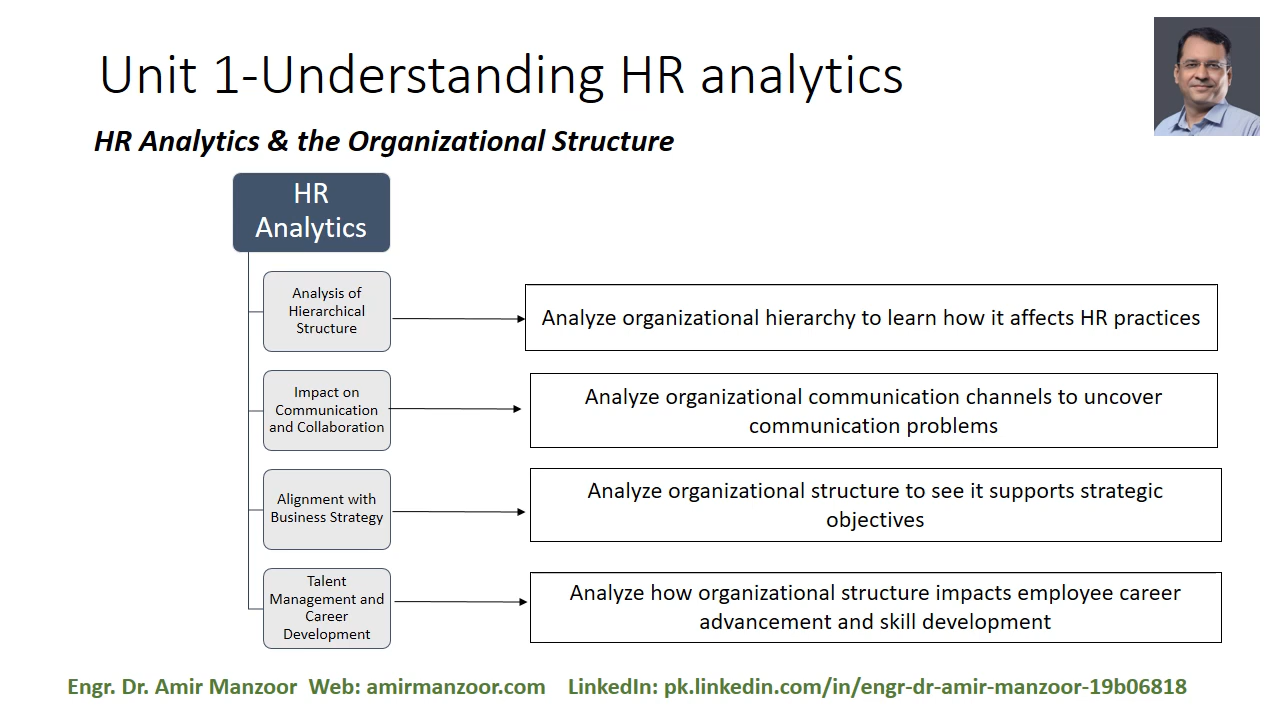 Unit 1-Understanding HR analytics
HR Analytics & the Organizational Structure
HR
Analytics
Analysis of
Hierarchical
Structure
Analyze organizational hierarchy to learn how it affects HR practices
Impact on
Communication
and Collaboration
Analyze organizational communication channels to uncover
communication problems
Alignment with
Business Strategy
Analyze organizational structure to see it supports strategic
objectives
Talent
Management and
Career
Development
Analyze how organizational structure impacts employee career
advancement and skill development
Engr. Dr. Amir Manzoor  Web: amirmanzoor.com    LinkedIn: pk.linkedin.com/in/engr-dr-amir-manzoor-19b06818